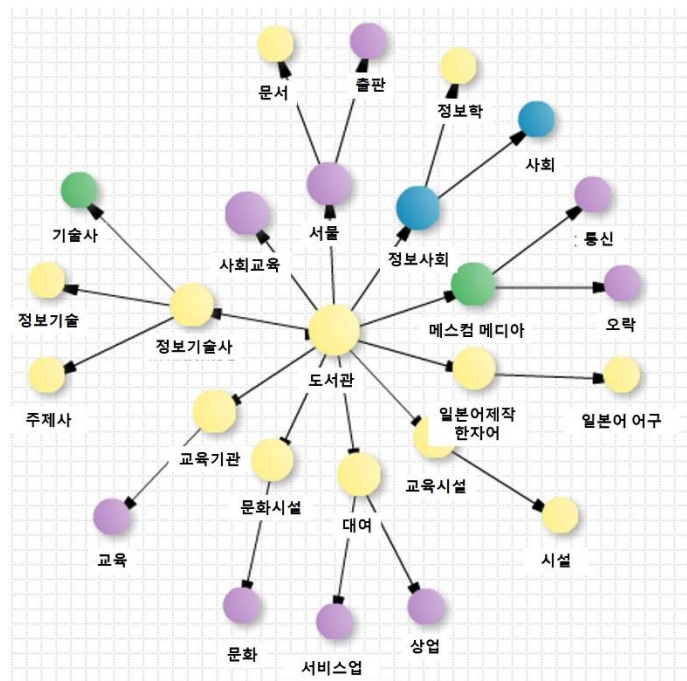 문서
출판
정보학
사회
기술사
사회교육
서물
정보사회
: 통신
정보기술
정보기술사
메스컴 메디아
오락
도서관
주제사
일본어제작
한자어
일본어 어구
교육기관
문화시설
교육시설
대여
교육
시설
문화
서비스업
상업